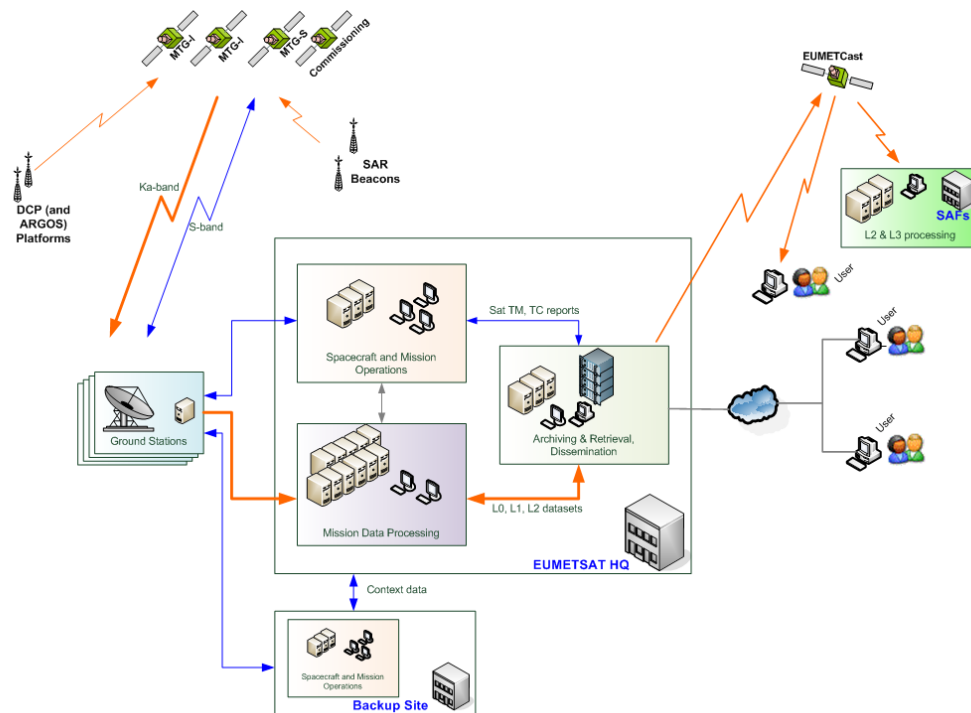 MTG-I
MTG-I
MTG-S
Commissioning
EUMETCast
DCP (and
ARGOS)
Platforms
SAR
Beacons
Ka-band
S-band
SAFs
L2 & L3 processing
User
User
User
Spacecraft and Mission
Operations
Sat TM, TC reports
Ground Stations
Archiving & Retrieval,
Dissemination
Mission Data Processing
L0, L1, L2 datasets
EUMETSAT HQ
Context data
Spacecraft and Mission
Operations
Backup Site